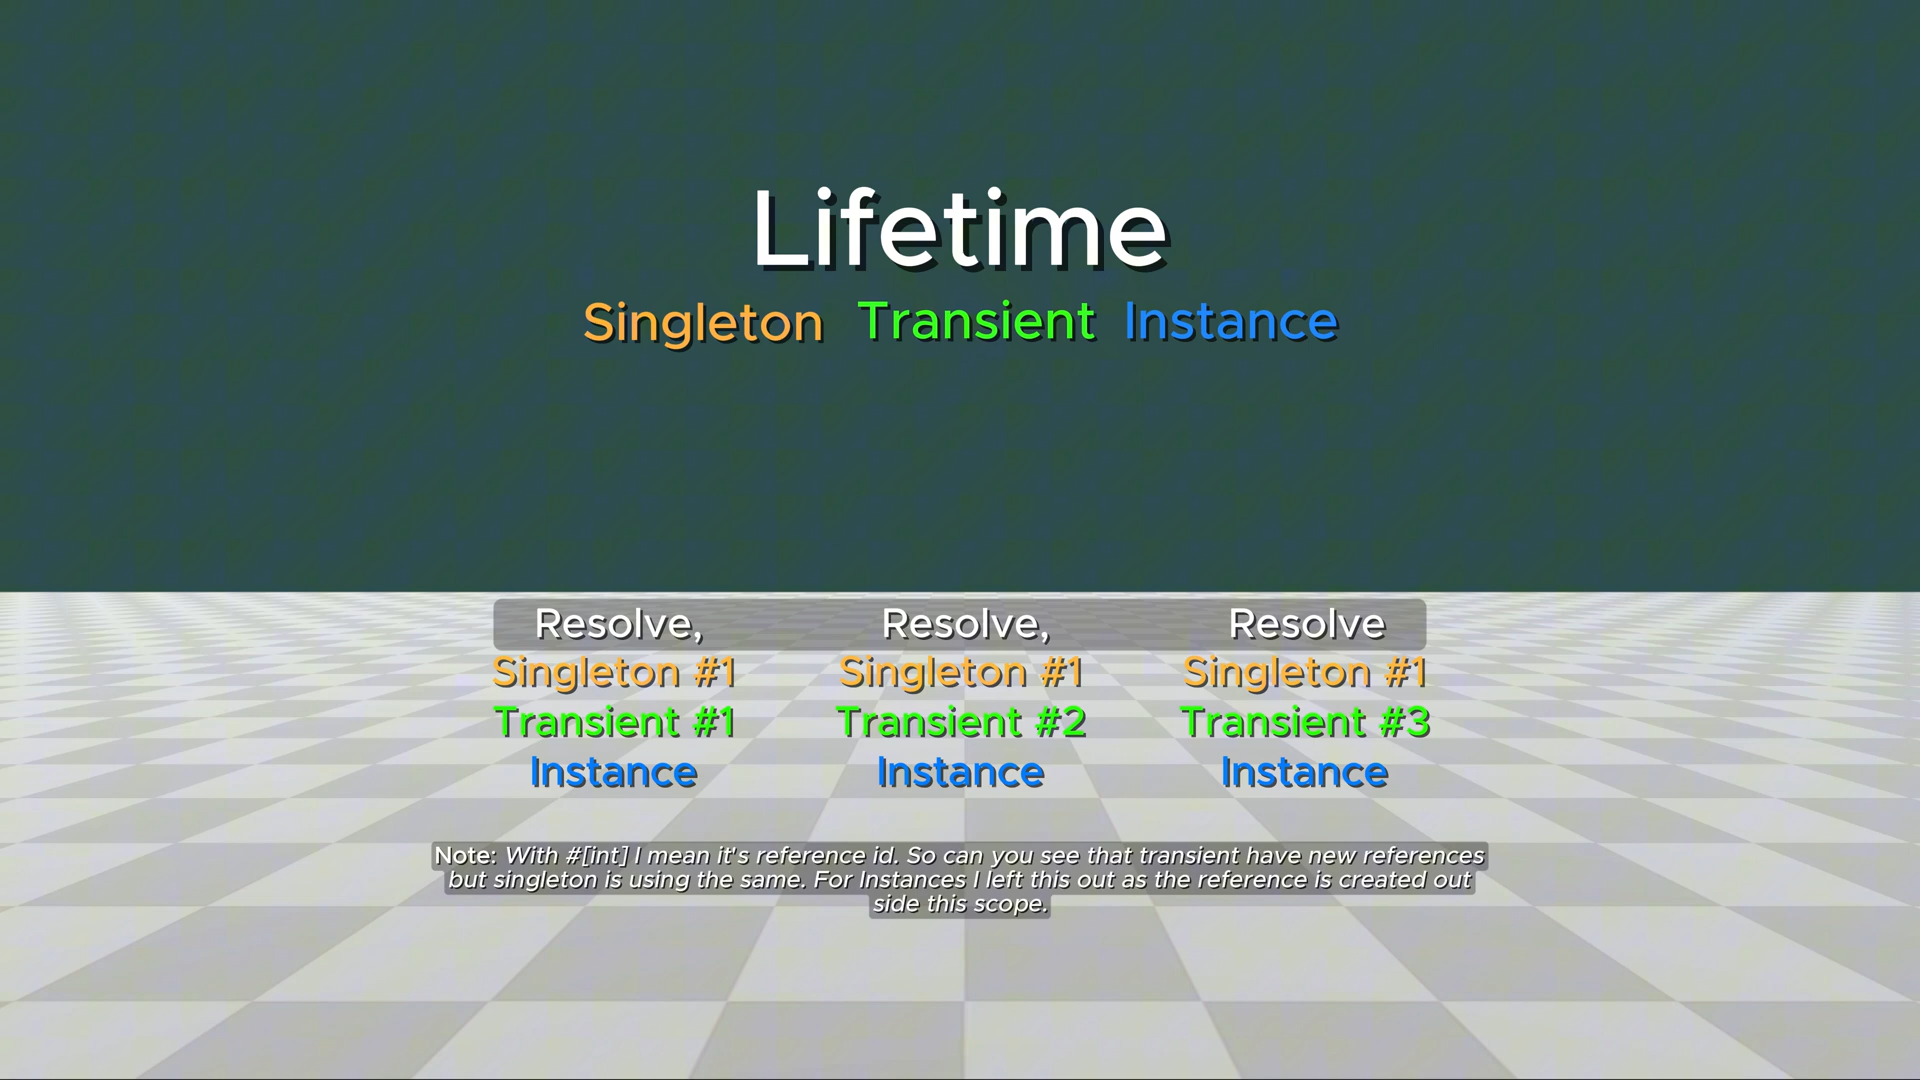 Lifetime
Singleton Transient Instance
Resolve, Resolve, Resolve
Singleton #1 Singleton #1 Singleton #1
Transient #1 Transient #2 Transient #3
Instance Instance Instance
Note: With #[int] I mean it's reference id. So can you see that transient have new references
but singleton is using the same. For Instances I left this out as the reference is created out
side this scope.